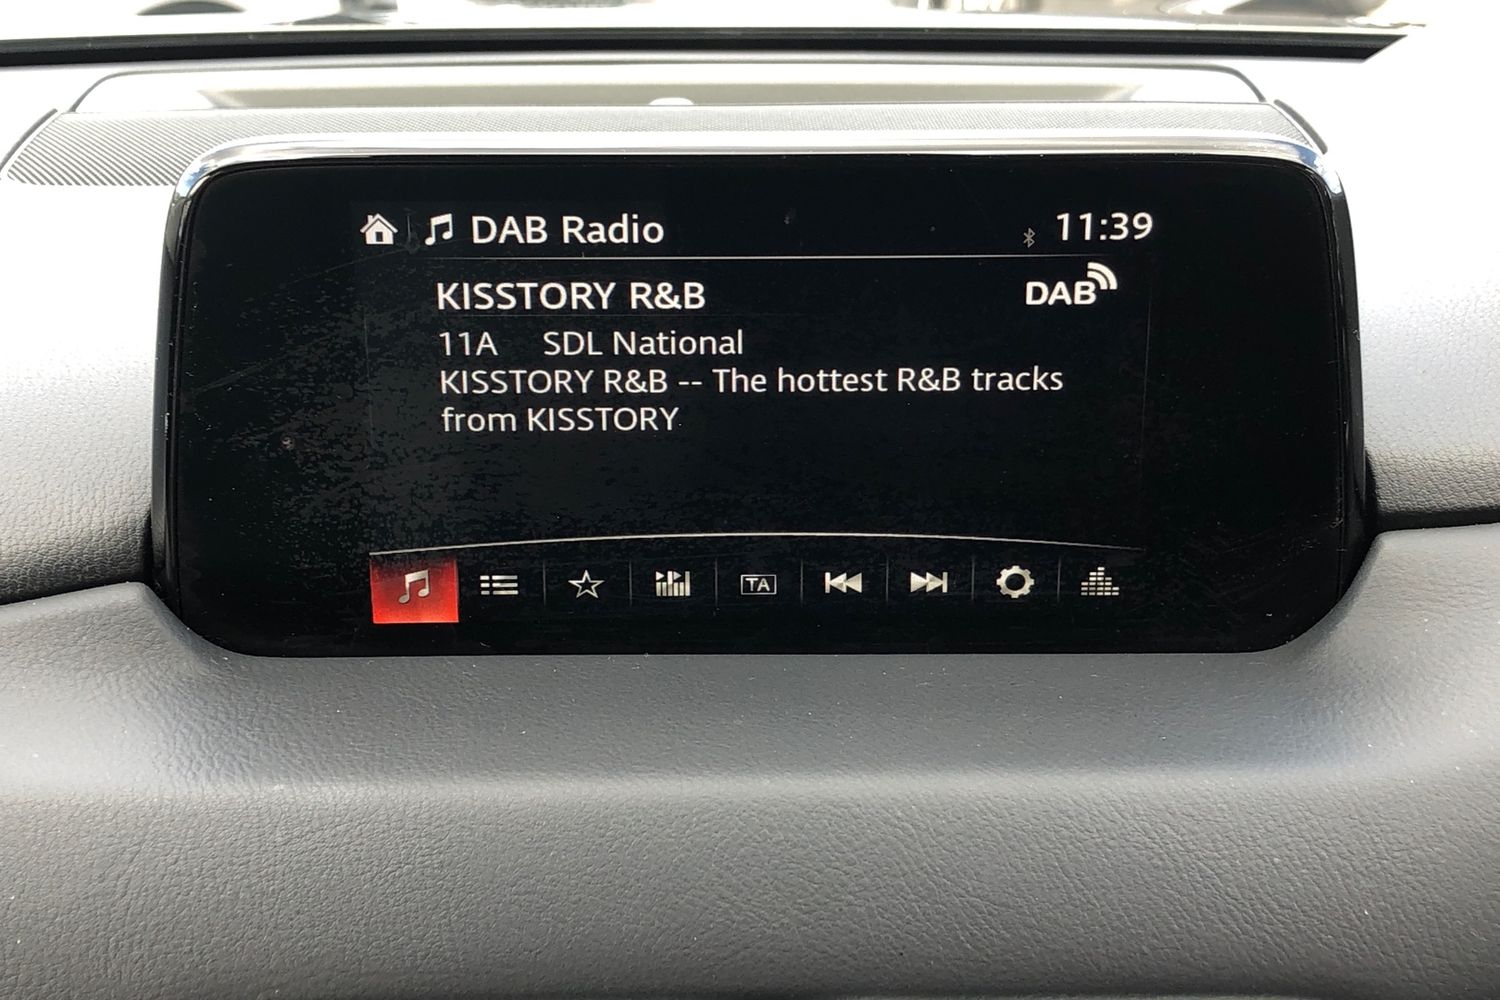 DAB Radio 11:39
KISSTORY R&B DAB
11A SDL National
KISSTORY R&B -- The hottest R&B tracks
from KISSTORY
TA